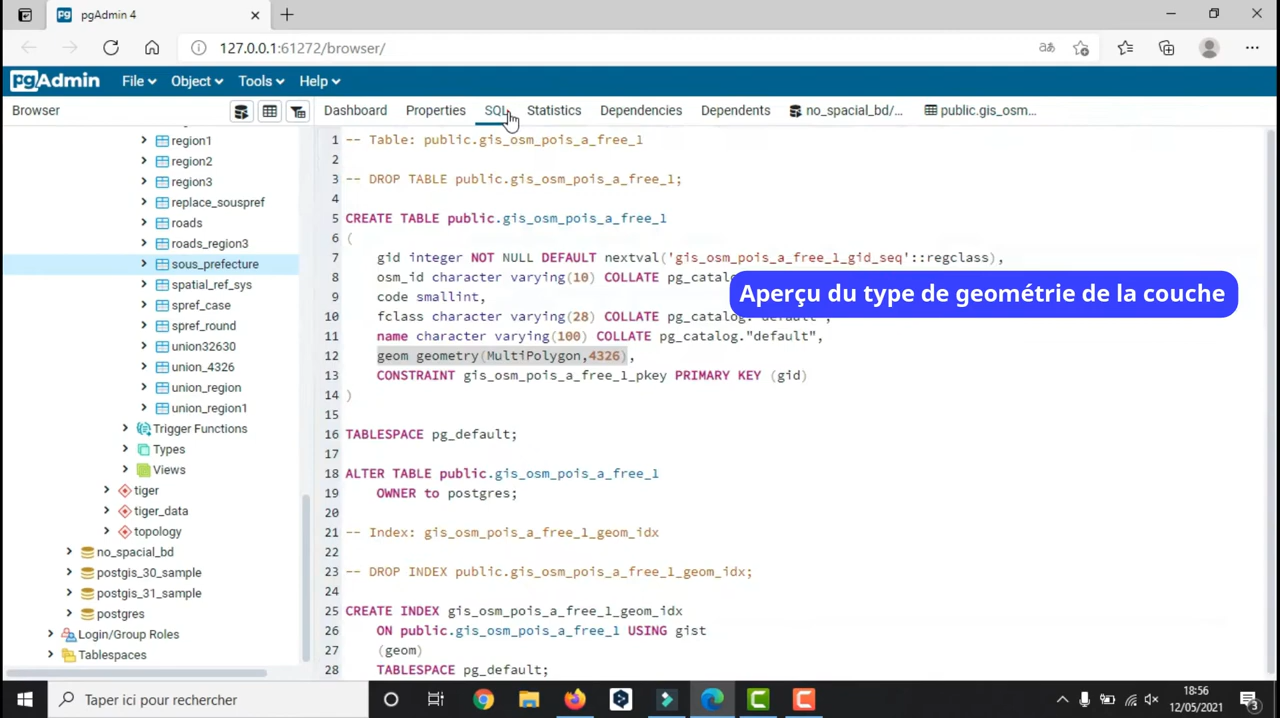 pgAdmin 4
127.0.0.1:61272/browser/
pgAdmin File Object Tools Help
Browser
Dashboard Properties SQL Statistics Dependencies Dependents no_spacial_bd/... public.gis_osm...
region1
region2
region3
replace_souspref
roads
roads_region3
sous_prefecture
spatial_ref_sys
spref_case
spref_round
union32630
union_4326
union_region
union_region1
Trigger Functions
Types
Views
tiger
tiger_data
topology
no_spacial_bd
postgis_30_sample
postgis_31_sample
postgres
Login/Group Roles
Tablespaces
1 -- Table: public.gis_osm_pois_a_free_1
2
3 -- DROP TABLE public.gis_osm_pois_a_free_1;
4
5 CREATE TABLE public.gis_osm_pois_a_free_1
6 (
7 gid integer NOT NULL DEFAULT nextval('gis_osm_pois_a_free_1_gid_seq'::regclass),
8 osm_id character varying(10) COLLATE pg_catalog.
9 code smallint,
10 fclass character varying(28) COLLATE pg_catalog."default",
11 name character varying(100) COLLATE pg_catalog."default",
12 geom geometry(MultiPolygon,4326),
13 CONSTRAINT gis_osm_pois_a_free_1_pkey PRIMARY KEY (gid)
14 )
15
16 TABLESPACE pg_default;
17
18 ALTER TABLE public.gis_osm_pois_a_free_1
19 OWNER to postgres;
20
21 -- Index: gis_osm_pois_a_free_1_geom_idx
22
23 -- DROP INDEX public.gis_osm_pois_a_free_1_geom_idx;
24
25 CREATE INDEX gis_osm_pois_a_free_1_geom_idx
26 ON public.gis_osm_pois_a_free_1 USING gist
27 (geom)
28 TABLESPACE pg_default;
Aperçu du type de geométrie de la couche
Taper ici pour rechercher
18:56
12/05/2021
3